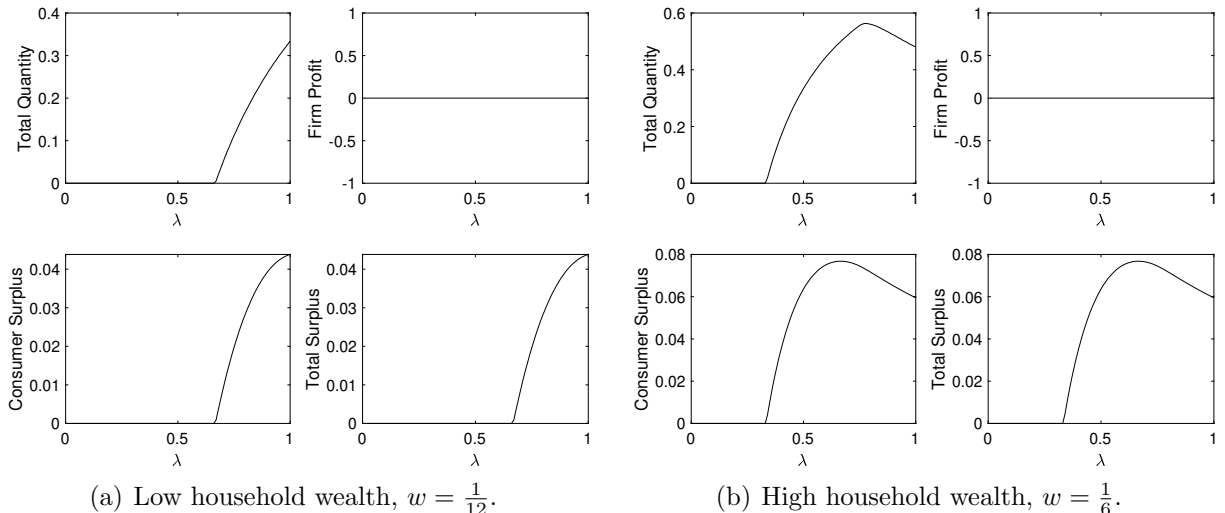 Total Quantity
0.4
0.3
0.2
0.1
0
0 0.5 1
λ
Firm Profit
1
0.5
0
-0.5
-1
0 0.5 1
λ
Total Quantity
0.6
0.4
0.2
0
0 0.5 1
λ
Firm Profit
1
0.5
0
-0.5
-1
0 0.5 1
λ
Consumer Surplus
0.04
0.03
0.02
0.01
0
0 0.5 1
λ
Total Surplus
0.04
0.03
0.02
0.01
0
0 0.5 1
λ
Consumer Surplus
0.08
0.06
0.04
0.02
0
0 0.5 1
λ
Total Surplus
0.08
0.06
0.04
0.02
0
0 0.5 1
λ
(a) Low household wealth, w = 1/12.
(b) High household wealth, w = 1/6.